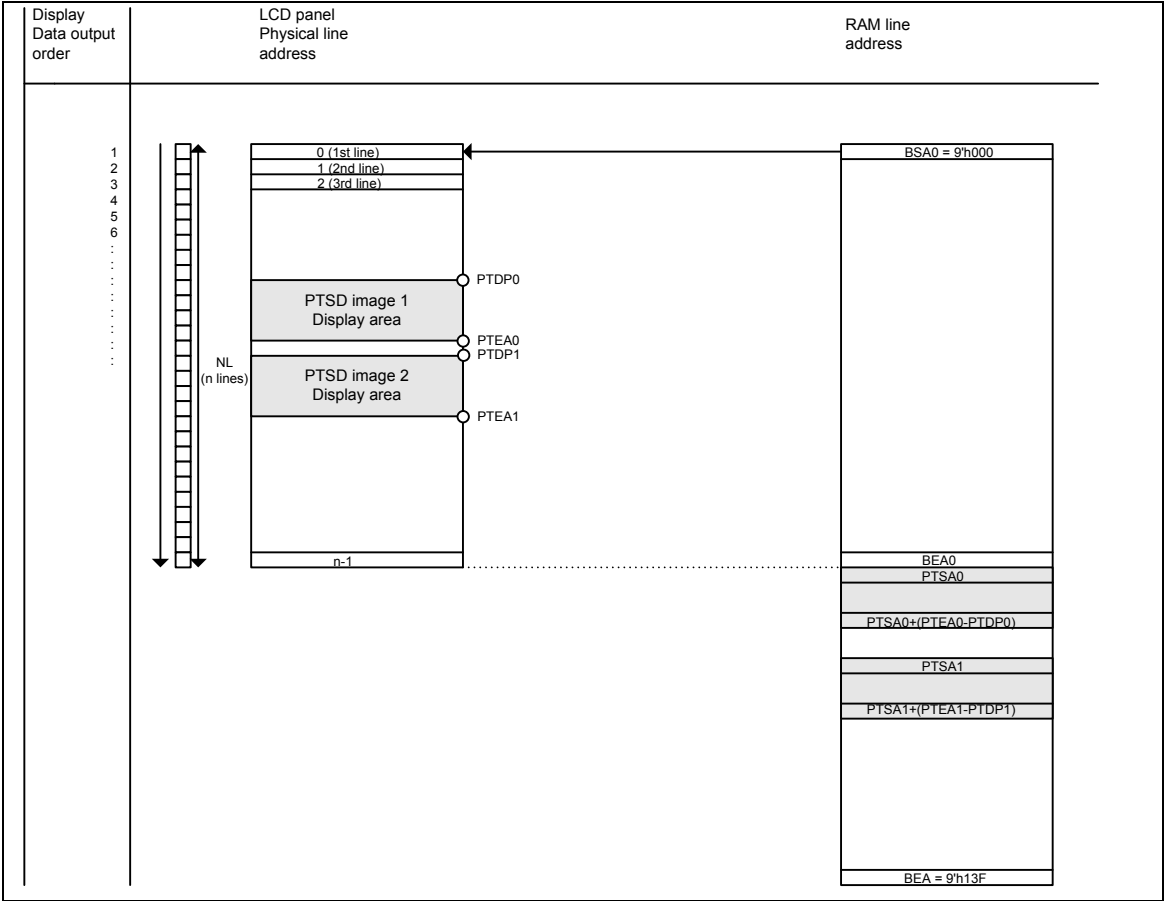 Display
Data output
order
LCD panel
Physical line
address
RAM line
address
1
2
3
4
5
6
:
:
:
:
:
:
:
:
NL
(n lines)
0 (1st line)
1 (2nd line)
2 (3rd line)
PTDP0
PTSD image 1
Display area
PTEA0
PTDP1
PTSD image 2
Display area
PTEA1
n-1
BSA0 = 9'h000
BEA0
PTSA0
PTSA0+(PTEA0-PTDP0)
PTSA1
PTSA1+(PTEA1-PTDP1)
BEA = 9'h13F